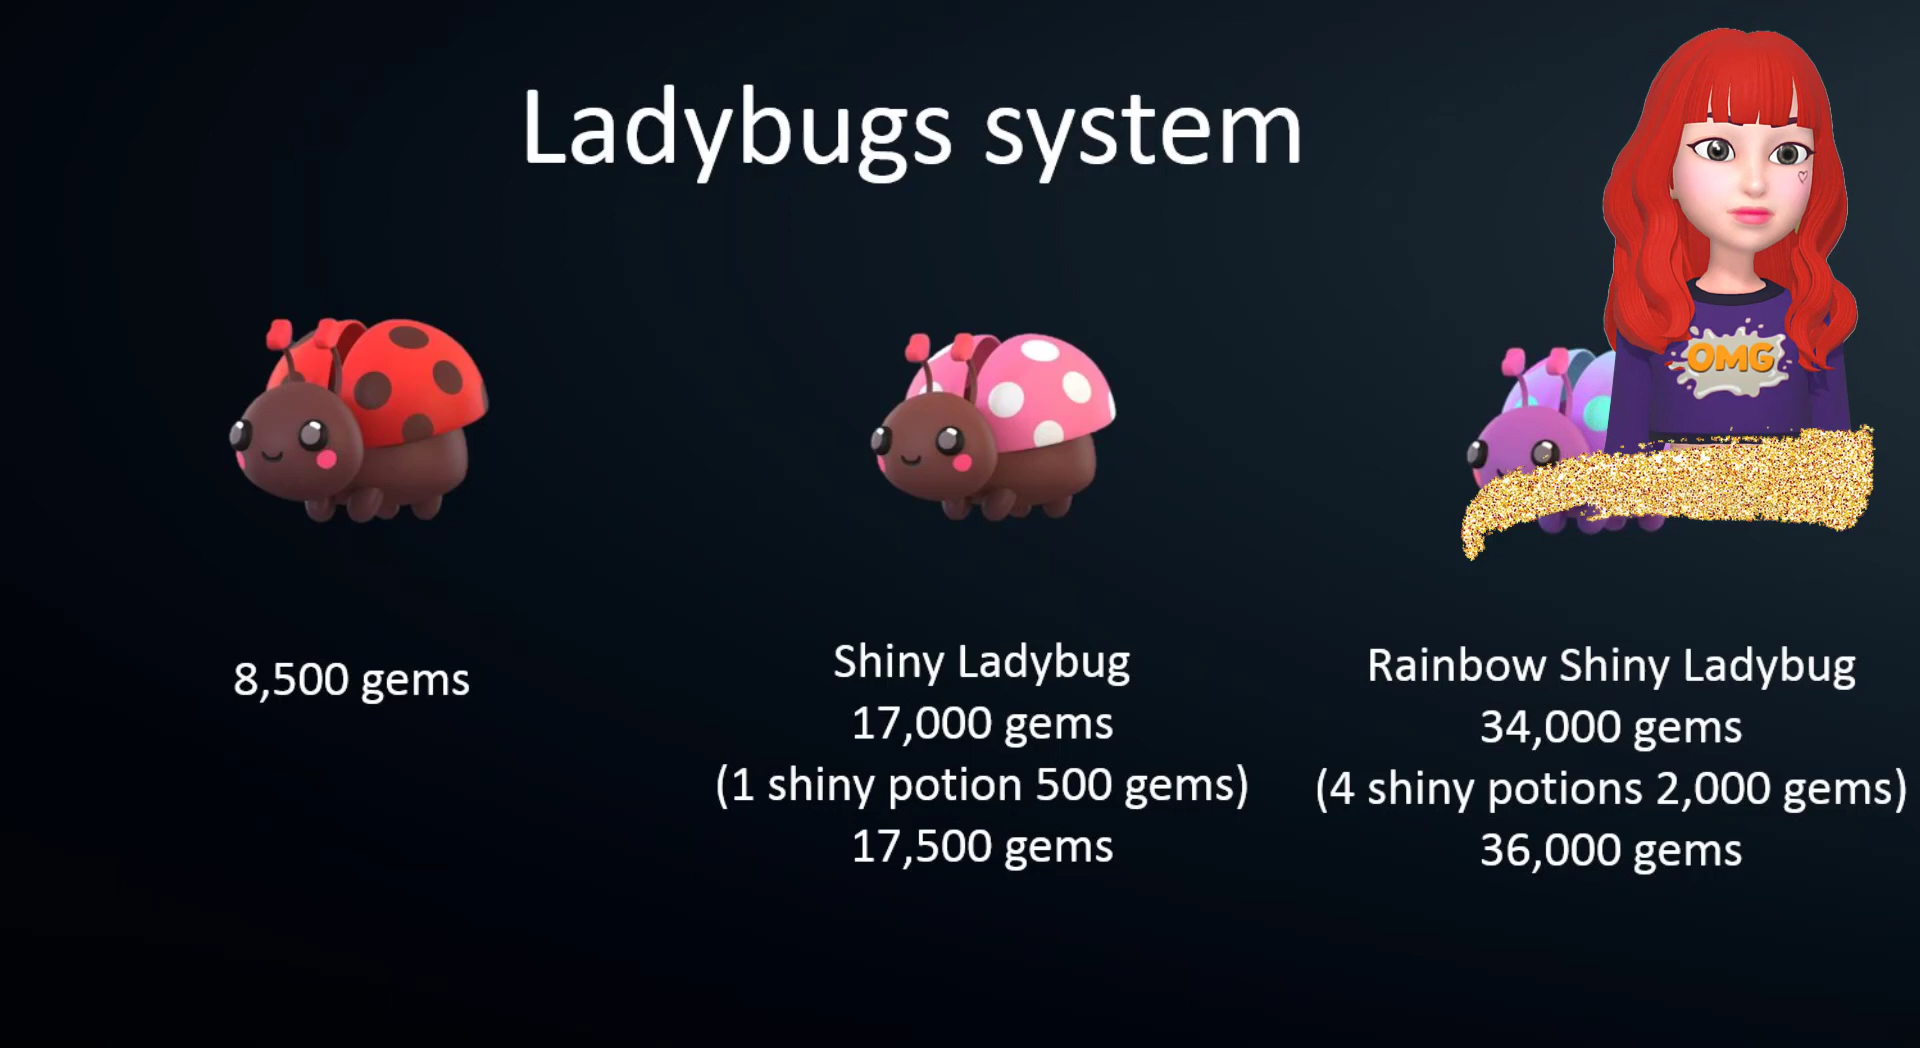 Ladybugs system
OMG
8,500 gems
Shiny Ladybug
17,000 gems
(1 shiny potion 500 gems)
17,500 gems
Rainbow Shiny Ladybug
34,000 gems
(4 shiny potions 2,000 gems)
36,000 gems